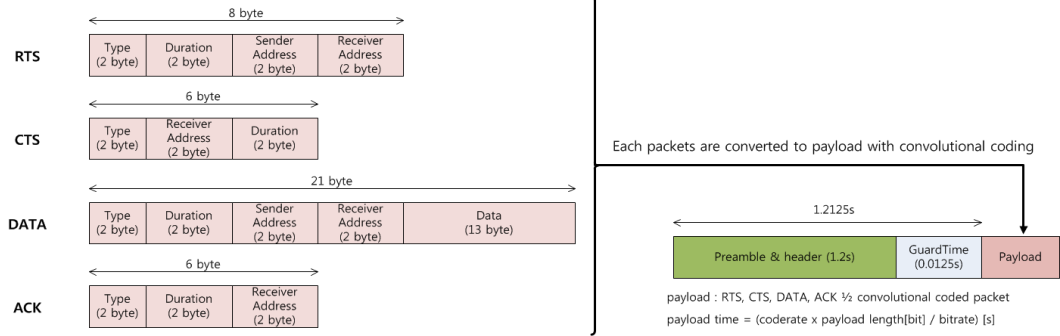 8 byte
RTS
Type
(2 byte)
Duration
(2 byte)
Sender
Address
(2 byte)
Receiver
Address
(2 byte)
6 byte
CTS
Type
(2 byte)
Receiver
Address
(2 byte)
Duration
(2 byte)
21 byte
DATA
Type
(2 byte)
Duration
(2 byte)
Sender
Address
(2 byte)
Receiver
Address
(2 byte)
Data
(13 byte)
6 byte
ACK
Type
(2 byte)
Duration
(2 byte)
Receiver
Address
(2 byte)
Each packets are converted to payload with convolutional coding
1.2125s
Preamble & header (1.2s)
GuardTime
(0.0125s)
Payload
payload : RTS, CTS, DATA, ACK ½ convolutional coded packet
payload time = (coderate x payload length[bit] / bitrate) [s]